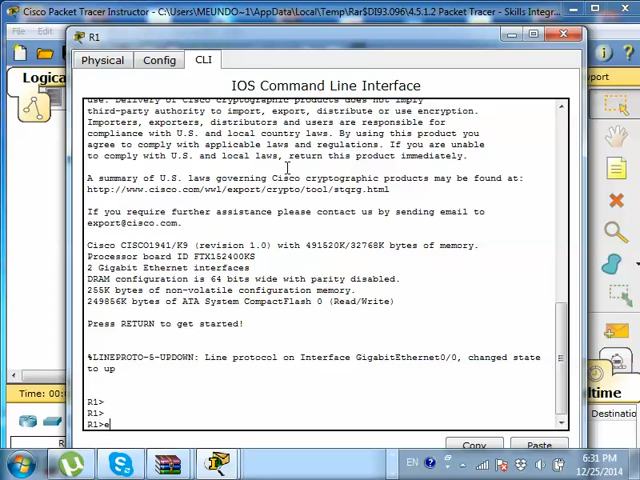 Cisco Packet Tracer Instructor - C:\Users\MEUNDO~1\AppData\Local\Temp\Rar$DI93.096\4.5.1.2 Packet Tracer - Skills Integ...
File
R1
Physical
Config
CLI
Logica
port
IOS Command Line Interface
use. Delivery of Cisco cryptographic products does not imply
third-party authority to import, export, distribute or use encryption.
Importers, exporters, distributors and users are responsible for
compliance with U.S. and local country laws. By using this product you
agree to comply with applicable laws and regulations. If you are unable
to comply with U.S. and local laws, return this product immediately.
A summary of U.S. laws governing Cisco cryptographic products may be found at:
http://www.cisco.com/wwl/export/crypto/tool/stqrg.html
If you require further assistance please contact us by sending email to
export@cisco.com.
Cisco CISCO1941/K9 (revision 1.0) with 491520K/32768K bytes of memory.
Processor board ID FTX152400KS
2 Gigabit Ethernet interfaces
DRAM configuration is 64 bits wide with parity disabled.
255K bytes of non-volatile configuration memory.
249856K bytes of ATA System CompactFlash 0 (Read/Write)
Press RETURN to get started!
%LINEPROTO-5-UPDOWN: Line protocol on Interface GigabitEthernet0/0, changed state
to up
R1>
R1>
R1>e
Time: 00:
Destinatio
Copy
Paste
EN
6:31 PM
12/25/2014